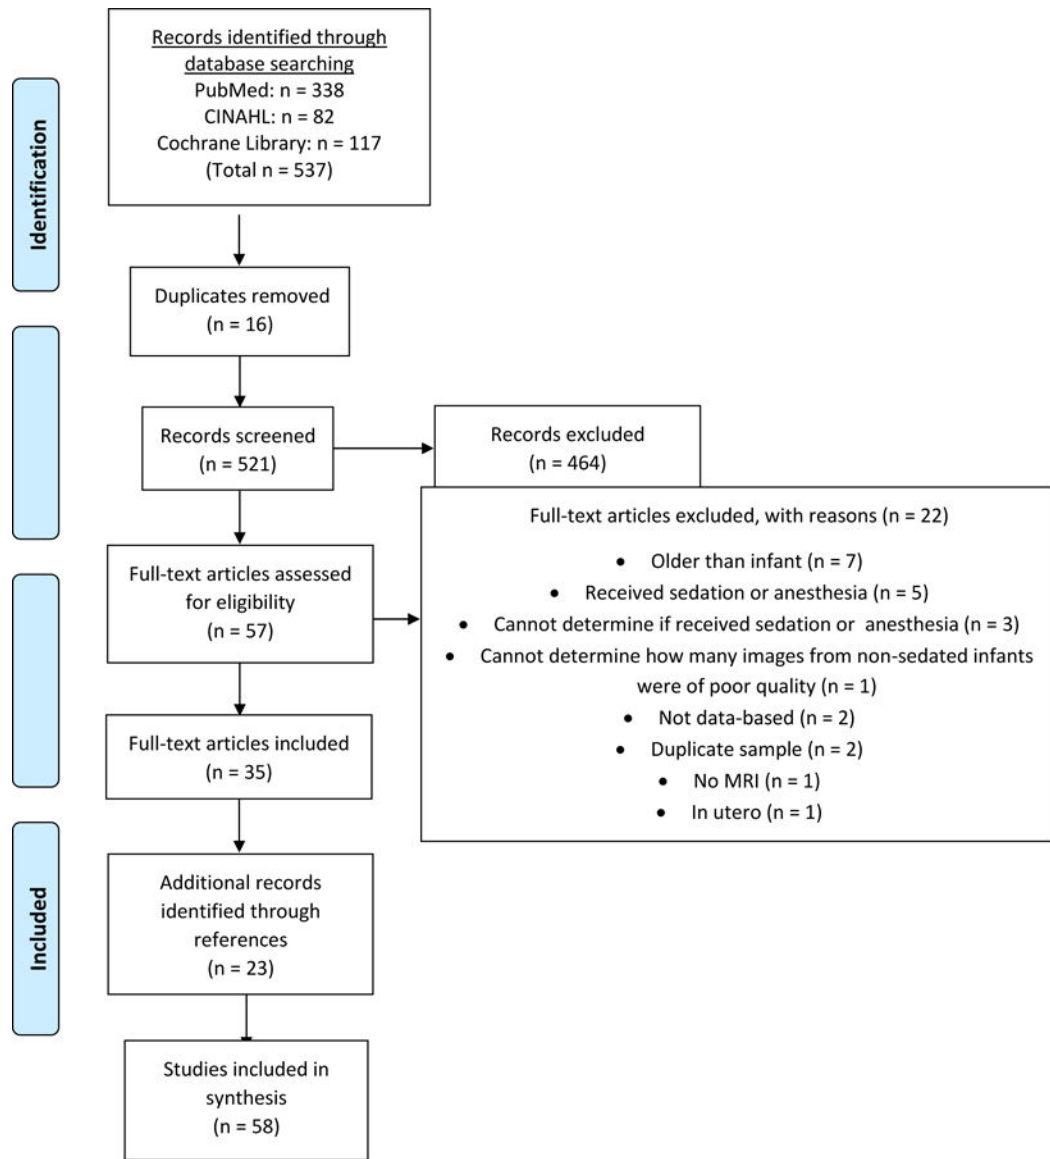 Records identified through
database searching
PubMed: n = 338
CINAHL: n = 82
Cochrane Library: n = 117
(Total n = 537)
Identification
Duplicates removed
(n = 16)
Records screened
(n = 521)
Records excluded
(n = 464)
Full-text articles assessed
for eligibility
(n = 57)
Full-text articles excluded, with reasons (n = 22)
• Older than infant (n = 7)
• Received sedation or anesthesia (n = 5)
• Cannot determine if received sedation or anesthesia (n = 3)
• Cannot determine how many images from non-sedated infants
were of poor quality (n = 1)
• Not data-based (n = 2)
• Duplicate sample (n = 2)
• No MRI (n = 1)
• In utero (n = 1)
Full-text articles included
(n = 35)
Included
Additional records
identified through
references
(n = 23)
Studies included in
synthesis
(n = 58)